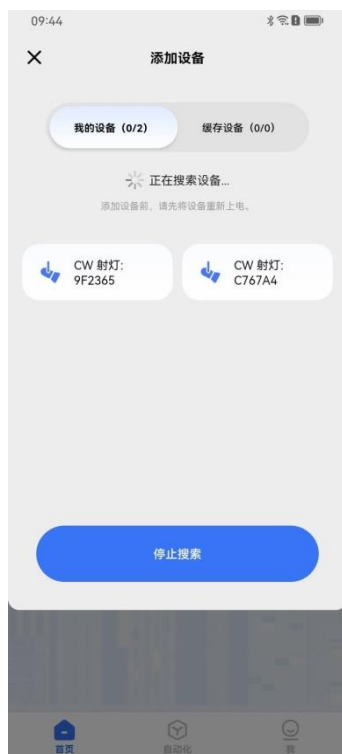 09:44
添加设备
我的设备（0/2）
缓存设备（0/0）
正在搜索设备...
添加设备前，请先将设备重新上电。
CW 射灯:
9F2365
CW 射灯:
C767A4
停止搜索
首页
自动化
我